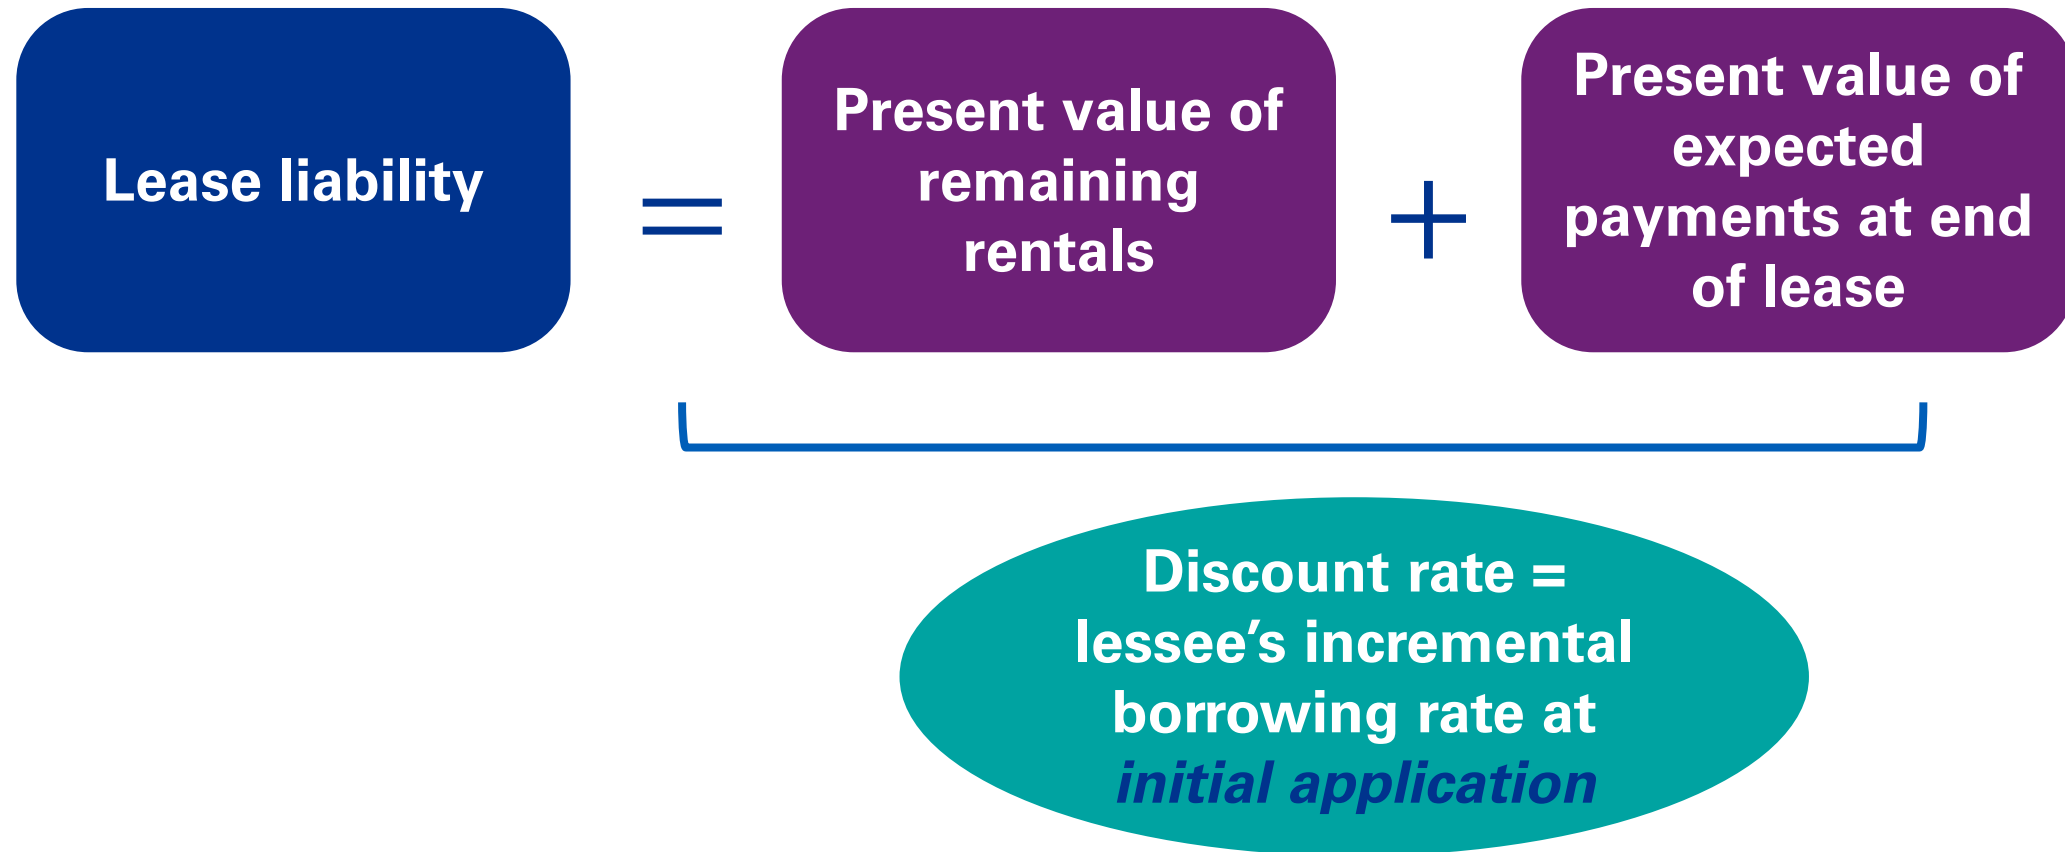 Lease liability
=
Present value of
remaining
rentals
+
Present value of
expected
payments at end
of lease
Discount rate =
lessee’s incremental
borrowing rate at
initial application